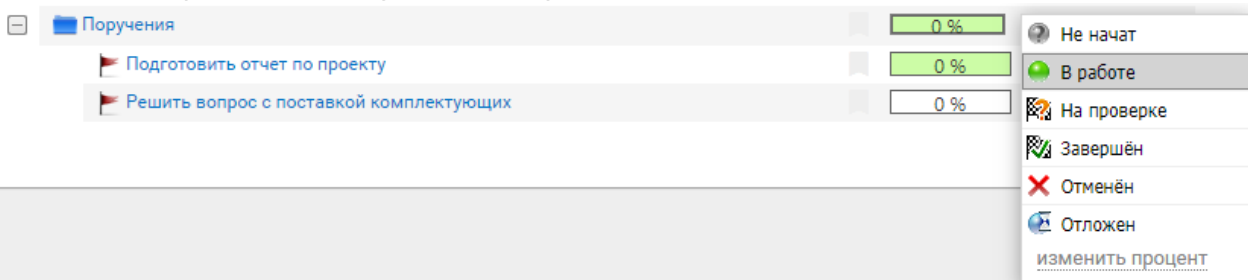 Поручения 0 %
Не начат
Подготовить отчет по проекту 0 %
В работе
Решить вопрос с поставкой комплектующих 0 %
На проверке
Завершён
Отменён
Отложен
изменить процент